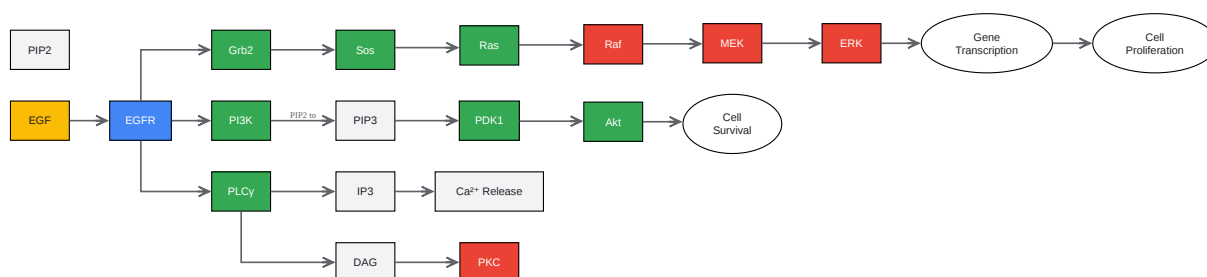 PIP2
Grb2
Sos
Ras
Raf
MEK
ERK
Gene
Transcription
Cell
Proliferation
EGF
EGFR
PI3K
PIP2 to
PIP3
PDK1
Akt
Cell
Survival
PLCγ
IP3
Ca²⁺ Release
DAG
PKC